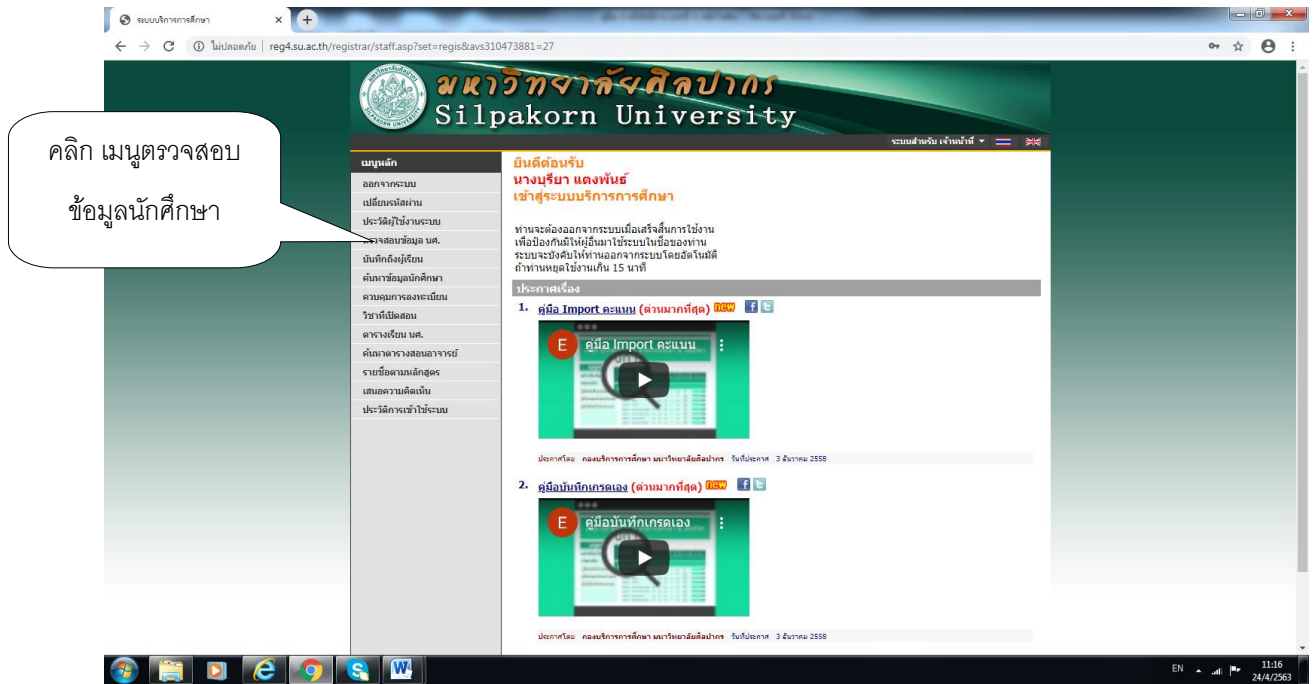 ระบบบริการการศึกษา
ไม่ปลอดภัย reg4.su.ac.th/registrar/staff.asp?set=regis&avs310473881=27
มหาวิทยาลัยศิลปากร
Silpakorn University
ระบบสำหรับ เจ้าหน้าที่
คลิก เมนูตรวจสอบ
ข้อมูลนักศึกษา
เมนูหลัก
ออกจากระบบ
เปลี่ยนรหัสผ่าน
ประวัติผู้ใช้งานระบบ
ตรวจสอบข้อมูล นศ.
บันทึกถึงผู้เรียน
ค้นหาข้อมูลนักศึกษา
ควบคุมการลงทะเบียน
วิชาที่เปิดสอน
ตารางเรียน นศ.
ค้นหาตารางสอนอาจารย์
รายชื่อตามหลักสูตร
เสนอความคิดเห็น
ประวัติการเข้าใช้ระบบ
ยินดีต้อนรับ
นางบุรียา แตงพันธ์
เข้าสู่ระบบบริการการศึกษา
ท่านจะต้องออกจากระบบเมื่อเสร็จสิ้นการใช้งาน
เพื่อป้องกันมิให้ผู้อื่นมาใช้ระบบในชื่อของท่าน
ระบบจะบังคับให้ท่านออกจากระบบโดยอัตโนมัติ
ถ้าท่านหยุดใช้งานเกิน 15 นาที
ประกาศเรื่อง
1. คู่มือ Import คะแนน (ด่วนมากที่สุด) new
E คู่มือ Import คะแนน
ประกาศโดย กองบริการการศึกษา มหาวิทยาลัยศิลปากร วันที่ประกาศ 3 ธันวาคม 2558
2. คู่มือบันทึกเกรดเอง (ด่วนมากที่สุด) new
E คู่มือบันทึกเกรดเอง
ประกาศโดย กองบริการการศึกษา มหาวิทยาลัยศิลปากร วันที่ประกาศ 3 ธันวาคม 2558
EN
11:16
24/4/2563